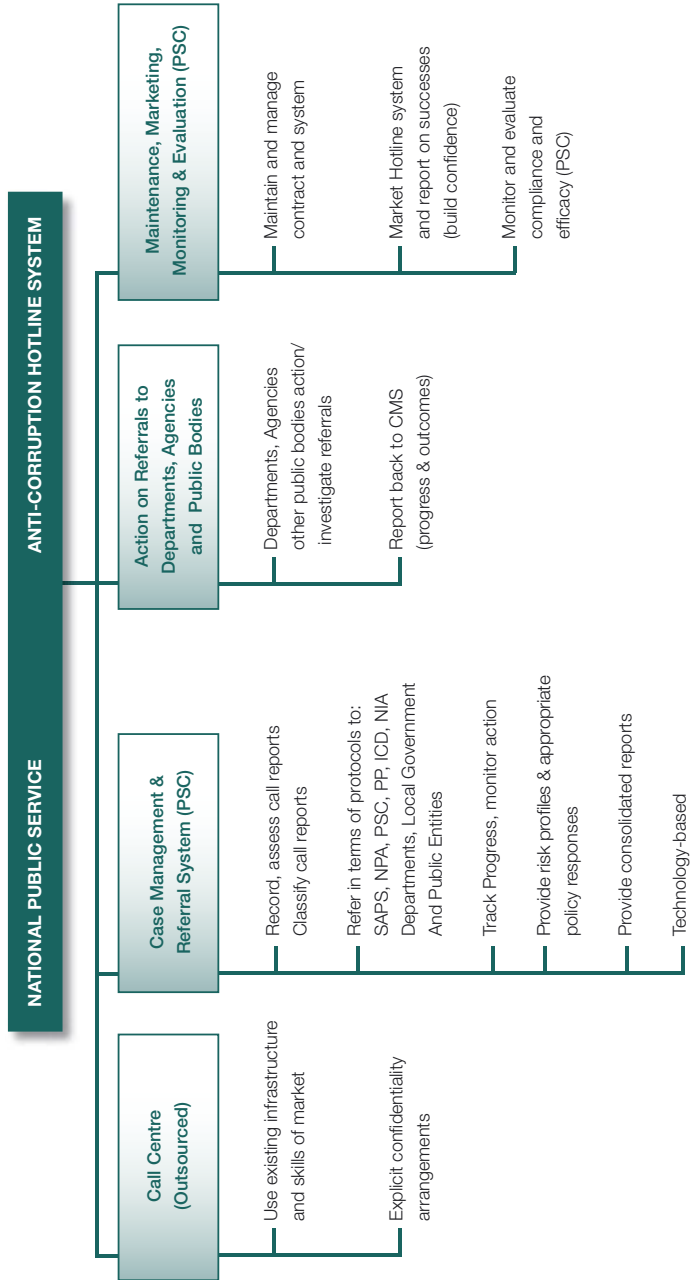 NATIONAL PUBLIC SERVICE ANTI-CORRUPTION HOTLINE SYSTEM
Call Centre
(Outsourced)
Use existing infrastructure
and skills of market
Explicit confidentiality
arrangements
Case Management &
Referral System (PSC)
Record, assess call reports
Classify call reports
Refer in terms of protocols to:
SAPS, NPA, PSC, PP, ICD, NIA
Departments, Local Government
And Public Entities
Track Progress, monitor action
Provide risk profiles & appropriate
policy responses
Provide consolidated reports
Technology-based
Action on Referrals to
Departments, Agencies
and Public Bodies
Departments, Agencies
other public bodies action/
investigate referrals
Report back to CMS
(progress & outcomes)
Maintenance, Marketing,
Monitoring & Evaluation (PSC)
Maintain and manage
contract and system
Market Hotline system
and report on successes
(build confidence)
Monitor and evaluate
compliance and
efficacy (PSC)